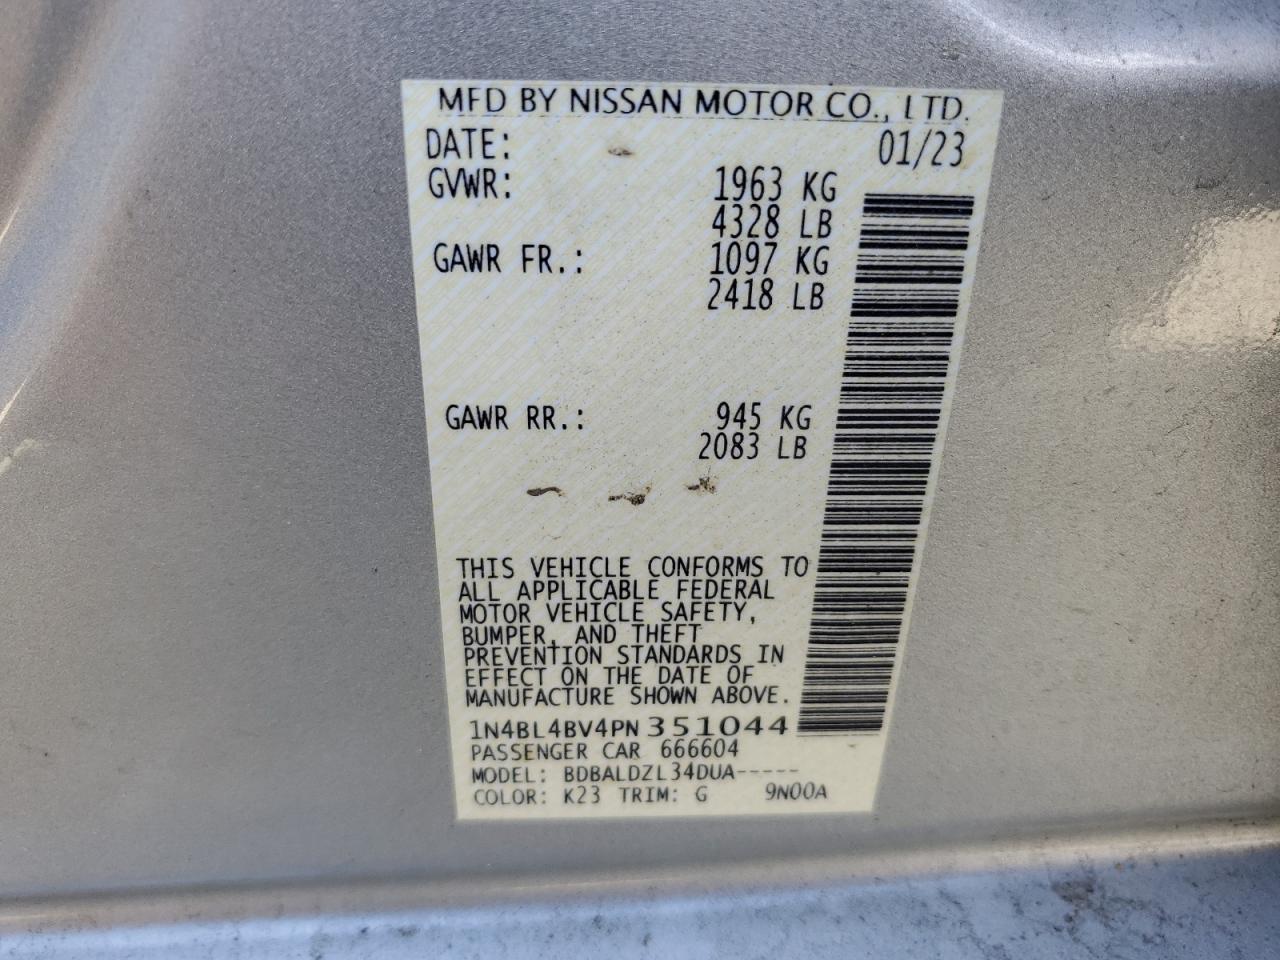 MFD BY NISSAN MOTOR CO., LTD.
DATE: 01/23
GVWR: 1963 KG
4328 LB
GAWR FR.: 1097 KG
2418 LB
GAWR RR.: 945 KG
2083 LB
THIS VEHICLE CONFORMS TO
ALL APPLICABLE FEDERAL
MOTOR VEHICLE SAFETY,
BUMPER, AND THEFT
PREVENTION STANDARDS IN
EFFECT ON THE DATE OF
MANUFACTURE SHOWN ABOVE.
1N4BL4BV4PN351044
PASSENGER CAR 666604
MODEL: BDBALDZL34DUA-----
COLOR: K23 TRIM: G 9N00A